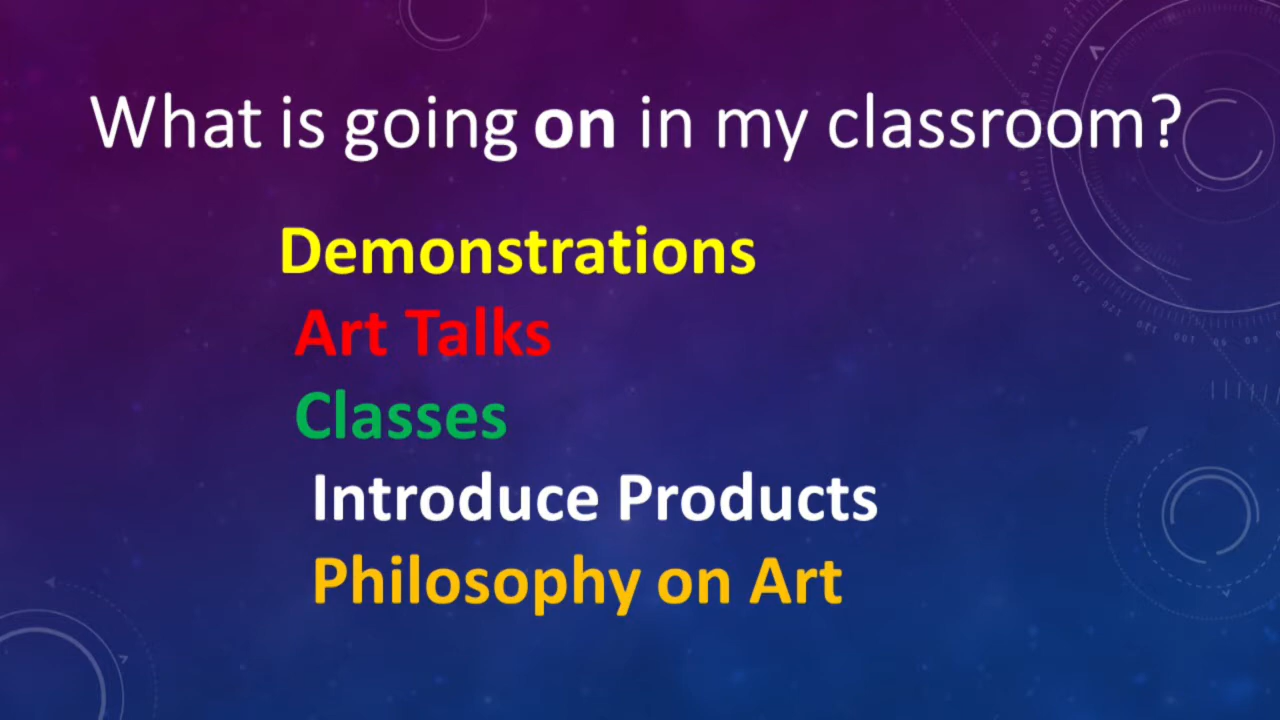 What is going on in my classroom?
Demonstrations
Art Talks
Classes
Introduce Products
Philosophy on Art